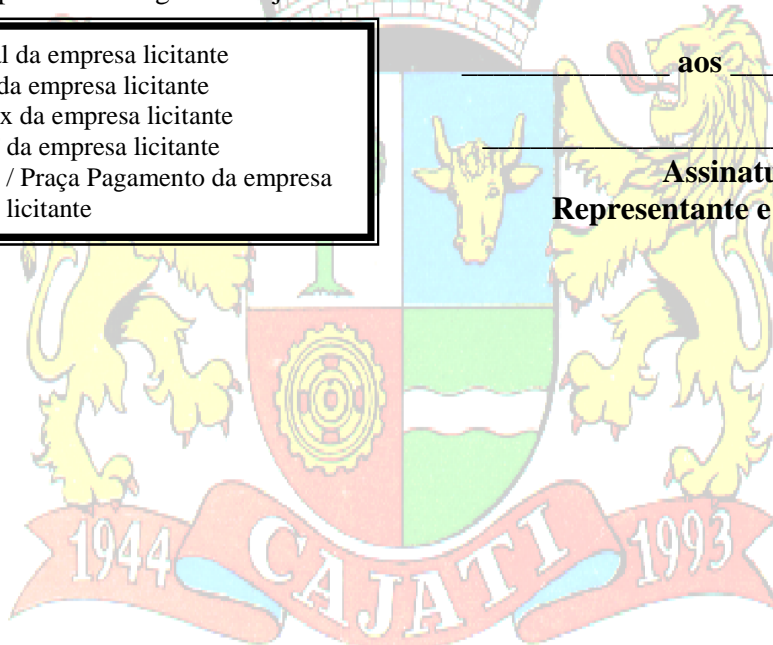 al da empresa licitante
da empresa licitante
x da empresa licitante
da empresa licitante
/ Praça Pagamento da empresa
licitante
aos
Assinatu
Representante e
1944 CAJATI 1993